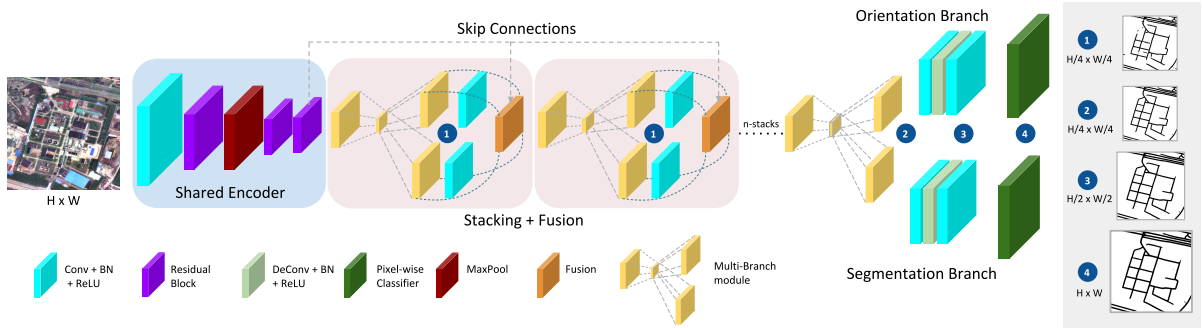 Skip Connections
Orientation Branch
H x W
Shared Encoder
1
1
n-stacks
2
3
4
Stacking + Fusion
Segmentation Branch
1
H/4 x W/4
2
H/4 x W/4
3
H/2 x W/2
4
H x W
Conv + BN
+ ReLU
Residual
Block
DeConv + BN
+ ReLU
Pixel-wise
Classifier
MaxPool
Fusion
Multi-Branch
module